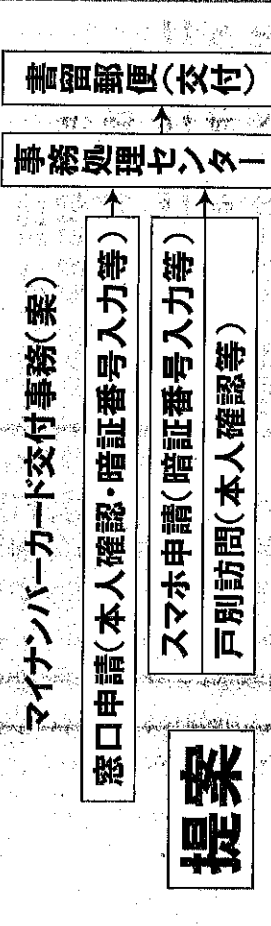 提案
マイナンバーカード交付事務(案)
窓口申請(本人確認・暗証番号入力等)
スマホ申請(暗証番号入力等)
戸別訪問(本人確認等)
事務処理センター
書留郵便(交付)